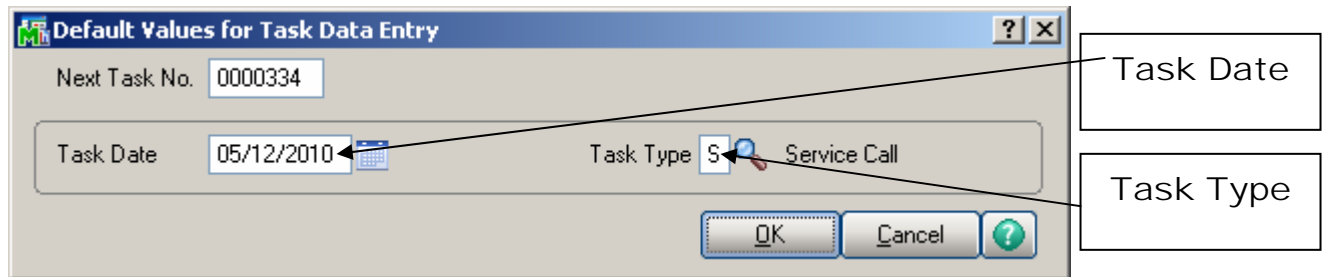 Default Values for Task Data Entry
Next Task No. 0000334
Task Date 05/12/2010 Task Type S Service Call
OK Cancel
Task Date
Task Type